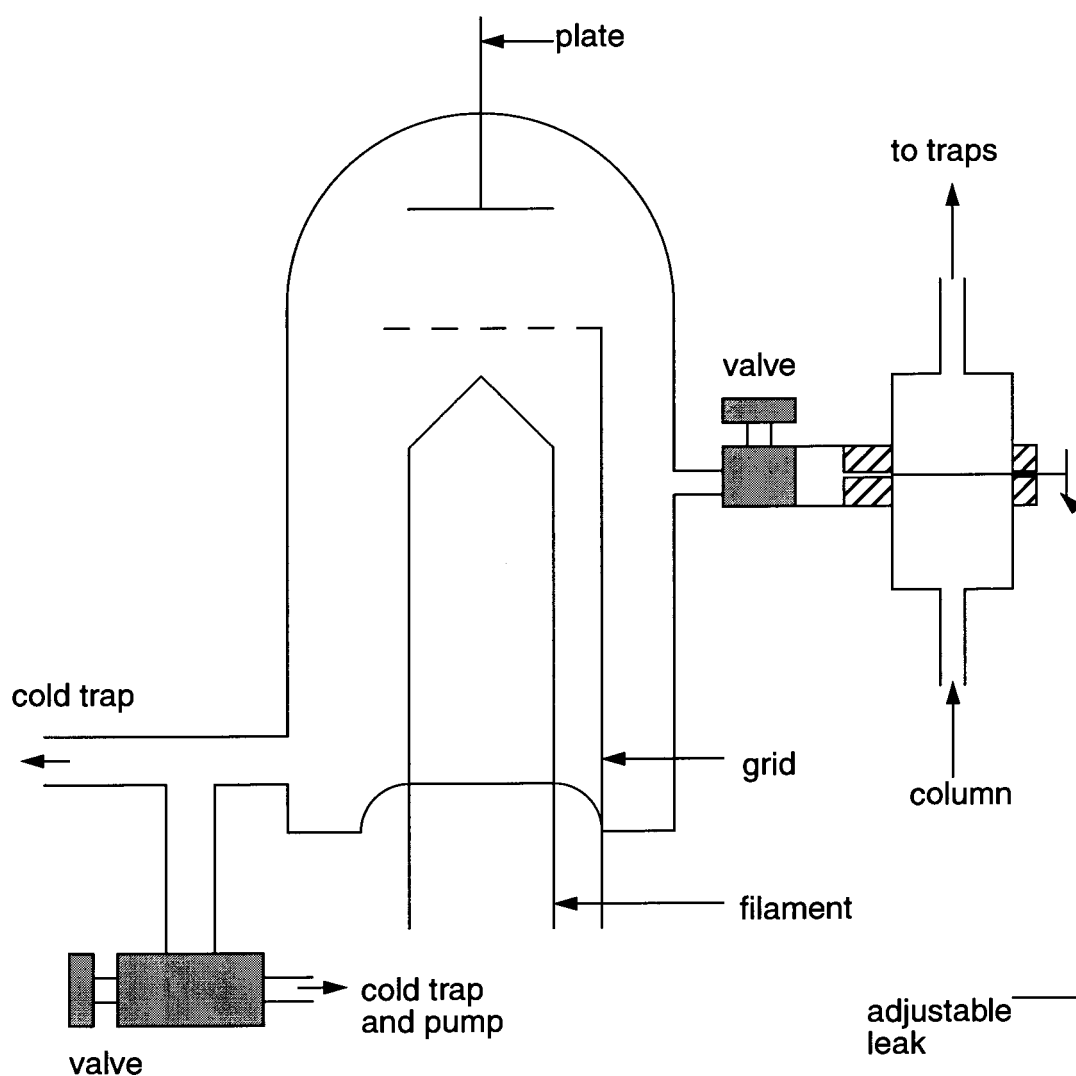 plate
to traps
valve
cold trap
grid
column
filament
cold trap
and pump
adjustable
leak
valve